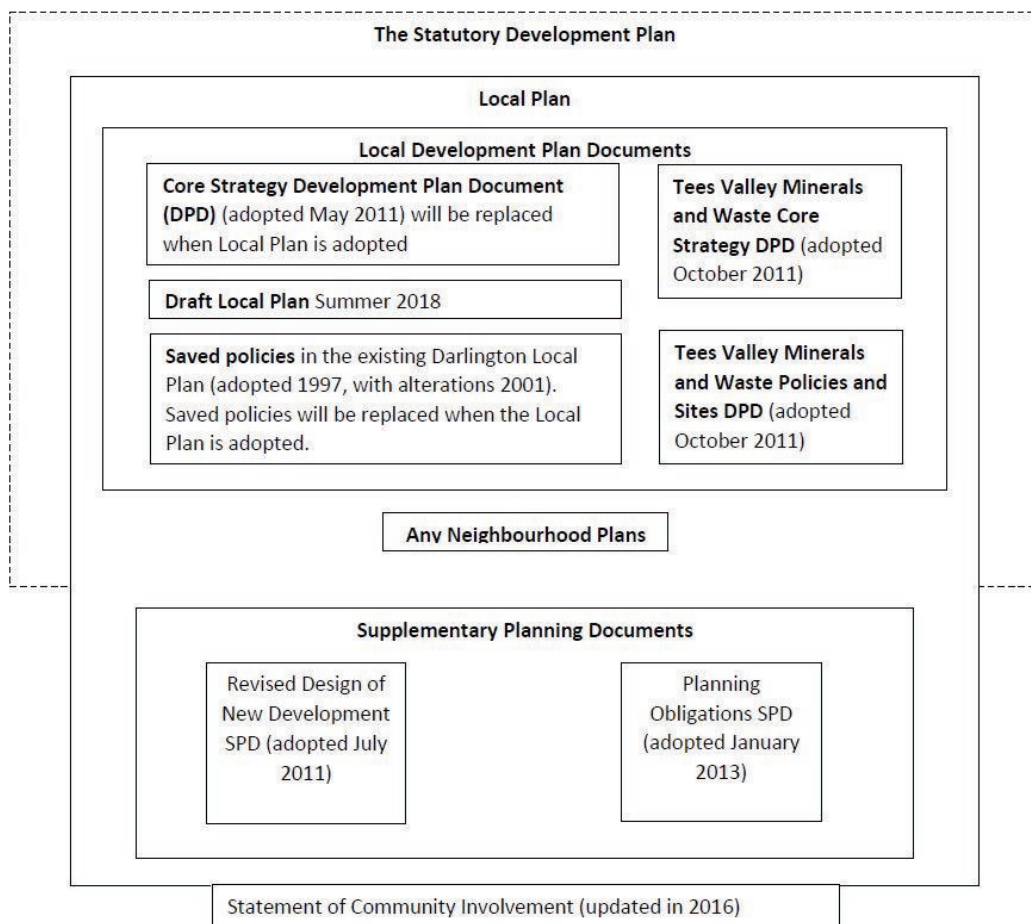 The Statutory Development Plan
Local Plan
Local Development Plan Documents
Core Strategy Development Plan Document
(DPD) (adopted May 2011) will be replaced
when Local Plan is adopted
Draft Local Plan Summer 2018
Saved policies in the existing Darlington Local
Plan (adopted 1997, with alterations 2001).
Saved policies will be replaced when the Local
Plan is adopted.
Tees Valley Minerals
and Waste Core
Strategy DPD (adopted
October 2011)
Tees Valley Minerals
and Waste Policies and
Sites DPD (adopted
October 2011)
Any Neighbourhood Plans
Supplementary Planning Documents
Revised Design of
New Development
SPD (adopted July
2011)
Planning
Obligations SPD
(adopted January
2013)
Statement of Community Involvement (updated in 2016)